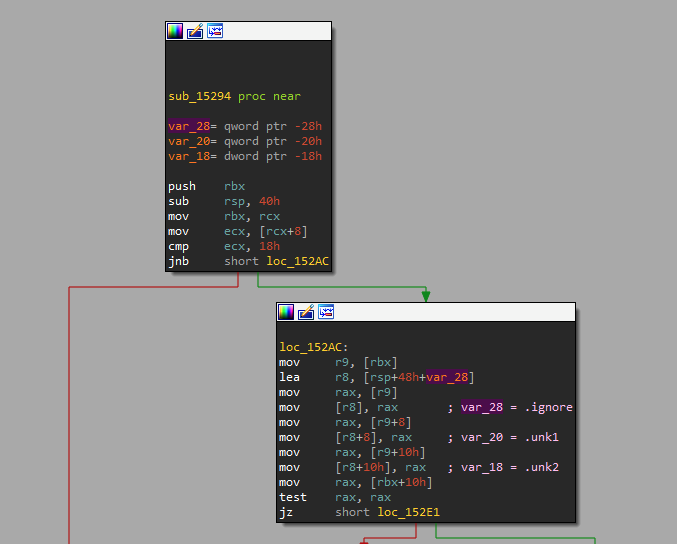 sub_15294 proc near
var_28= qword ptr -28h
var_20= qword ptr -20h
var_18= dword ptr -18h
push rbx
sub rsp, 40h
mov rbx, rcx
mov ecx, [rcx+8]
cmp ecx, 18h
jnb short loc_152AC
loc_152AC:
mov r9, [rbx]
lea r8, [rsp+48h+var_28]
mov rax, [r9]
mov [r8], rax ; var_28 = .ignore
mov rax, [r9+8]
mov [r8+8], rax ; var_20 = .unk1
mov rax, [r9+10h]
mov [r8+10h], rax ; var_18 = .unk2
mov rax, [rbx+10h]
test rax, rax
jz short loc_152E1